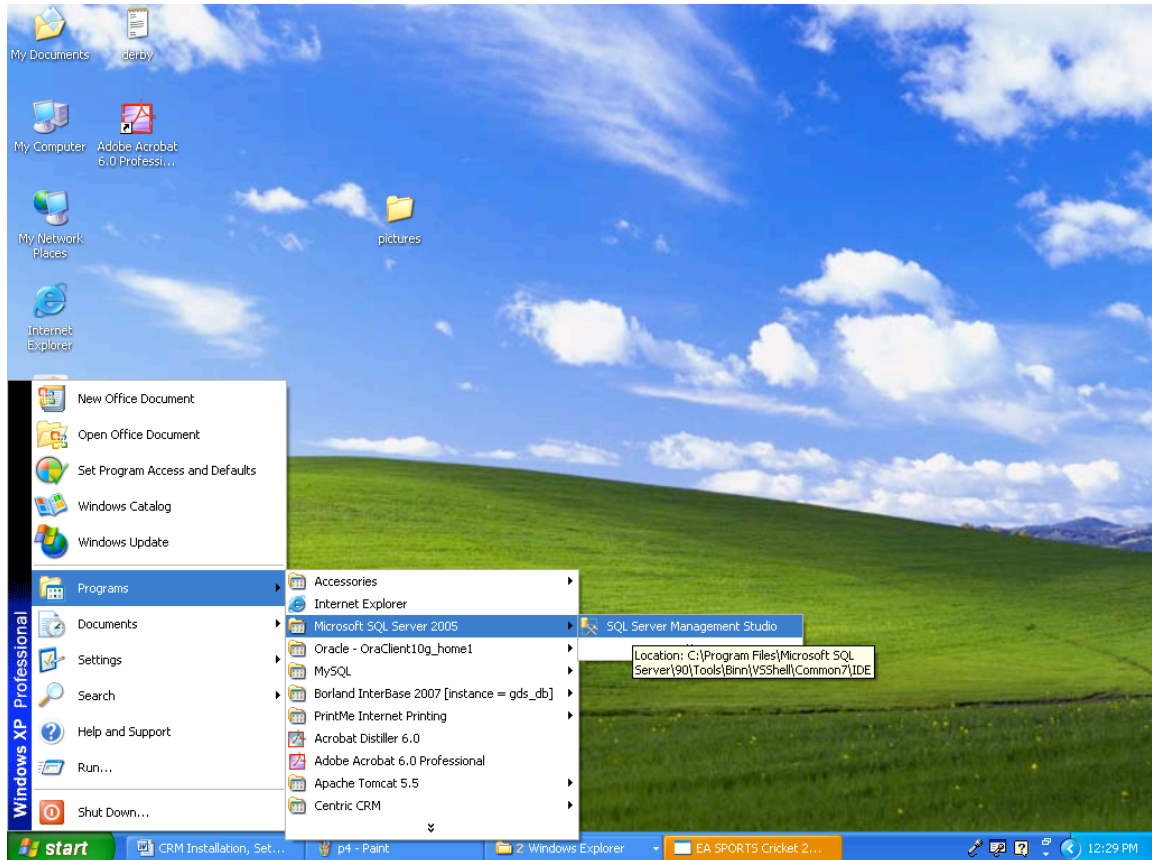 My Documents
derby
My Computer
Adobe Acrobat
6.0 Professi...
My Network
Places
pictures
Internet
Explorer
New Office Document
Open Office Document
Set Program Access and Defaults
Windows Catalog
Windows Update
Programs
Documents
Settings
Search
Help and Support
Run...
Shut Down...
Windows XP Professional
Accessories
Internet Explorer
Microsoft SQL Server 2005
Oracle - OraClient10g_home1
MySQL
Borland InterBase 2007 [instance = gds_db]
PrintMe Internet Printing
Acrobat Distiller 6.0
Adobe Acrobat 6.0 Professional
Apache Tomcat 5.5
Centric CRM
SQL Server Management Studio
Location: C:\Program Files\Microsoft SQL
Server\90\Tools\Binn\VSShell\Common7\IDE
start
CRM Installation, Set...
p4 - Paint
2 Windows Explorer
EA SPORTS Cricket 2...
12:29 PM